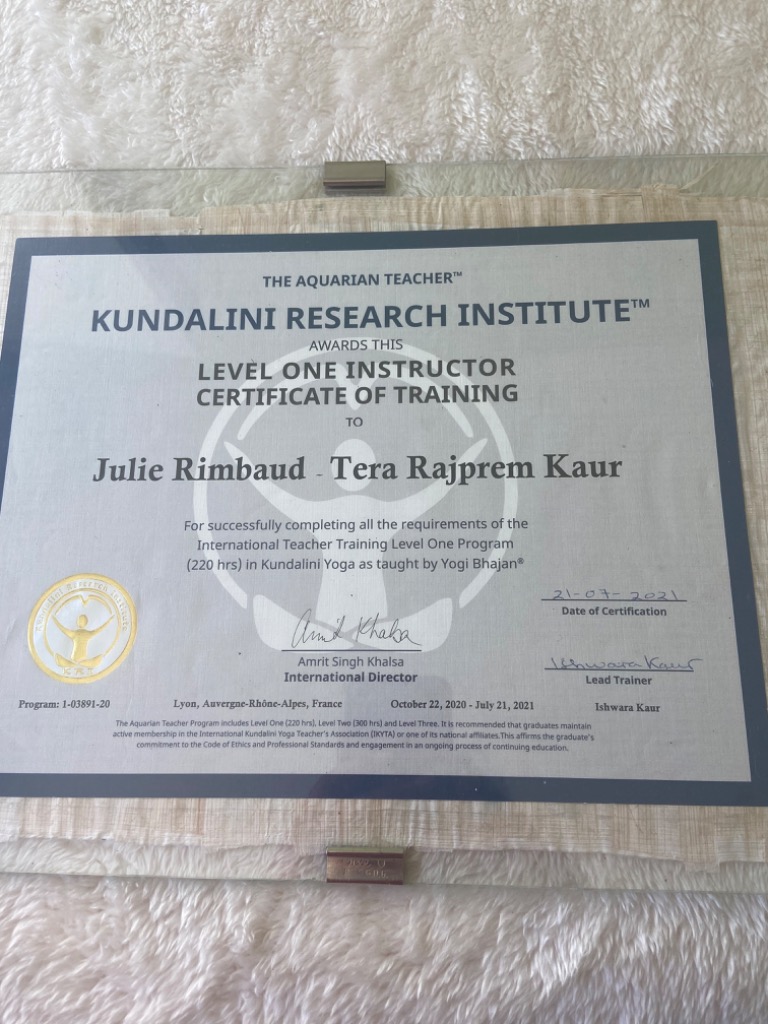 THE AQUARIAN TEACHER™
KUNDALINI RESEARCH INSTITUTE™
AWARDS THIS
LEVEL ONE INSTRUCTOR
CERTIFICATE OF TRAINING
TO
Julie Rimbaud - Tera Rajprem Kaur
For successfully completing all the requirements of the
International Teacher Training Level One Program
(220 hrs) in Kundalini Yoga as taught by Yogi Bhajan®
Kundalini Research Institute
21-07-2021
Date of Certification
Amrit Khalsa
Amrit Singh Khalsa
International Director
Ishwara Kaur
Lead Trainer
Program: 1-03891-20
Lyon, Auvergne-Rhône-Alpes, France
October 22, 2020 - July 21, 2021
Ishwara Kaur
The Aquarian Teacher Program includes Level One (220 hrs), Level Two (300 hrs) and Level Three. It is recommended that graduates maintain
active membership in the International Kundalini Yoga Teacher's Association (IKYTA) or one of its national affiliates.This affirms the graduate's
commitment to the Code of Ethics and Professional Standards and engagement in an ongoing process of continuing education.